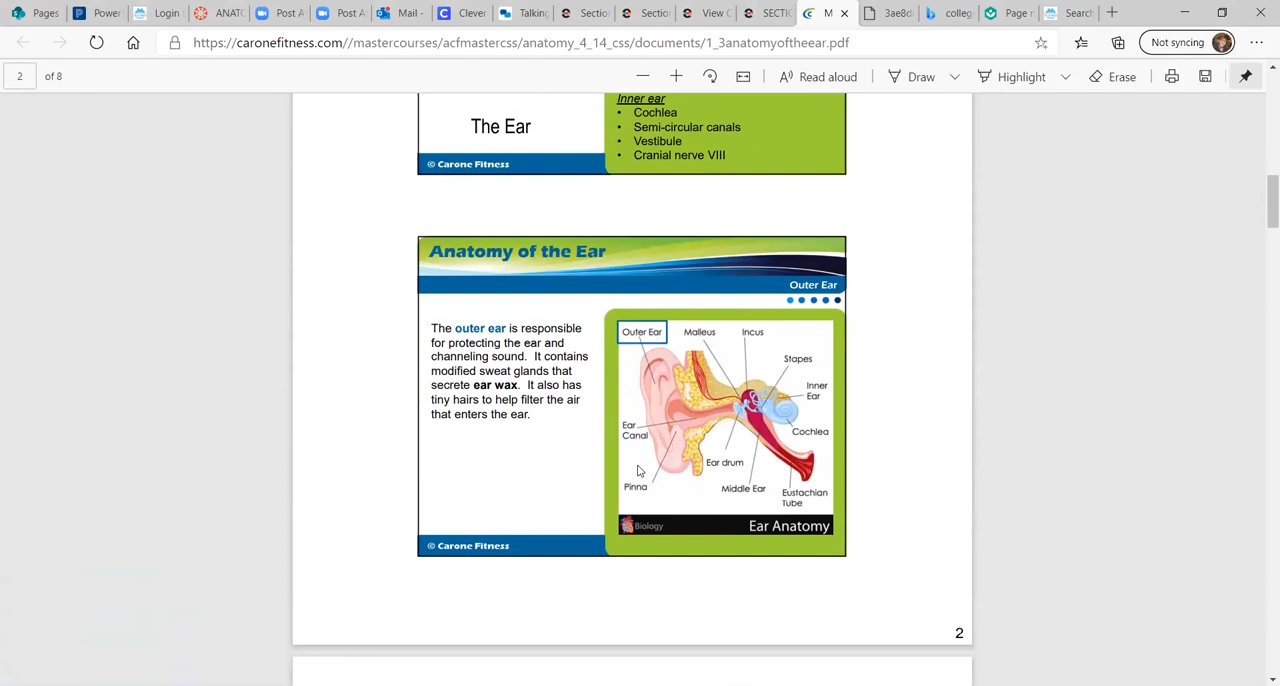 Pages
Power
Login
ANATO
Post A
Post A
Mail -
Clever
Talking
Section
Section
View C
SECTIO
M
3ae8d
colleg
Page n
Search
https://caronefitness.com//mastercourses/acfmastercss/anatomy_4_14_css/documents/1_3anatomyoftheear.pdf
Not syncing
2 of 8
Read aloud
Draw
Highlight
Erase
The Ear
© Carone Fitness
Inner ear
• Cochlea
• Semi-circular canals
• Vestibule
• Cranial nerve VIII
Anatomy of the Ear
Outer Ear
The outer ear is responsible
for protecting the ear and
channeling sound. It contains
modified sweat glands that
secrete ear wax. It also has
tiny hairs to help filter the air
that enters the ear.
Outer Ear
Malleus
Incus
Stapes
Inner
Ear
Cochlea
Ear
Canal
Ear drum
Pinna
Middle Ear
Eustachian
Tube
Biology
Ear Anatomy
© Carone Fitness
2